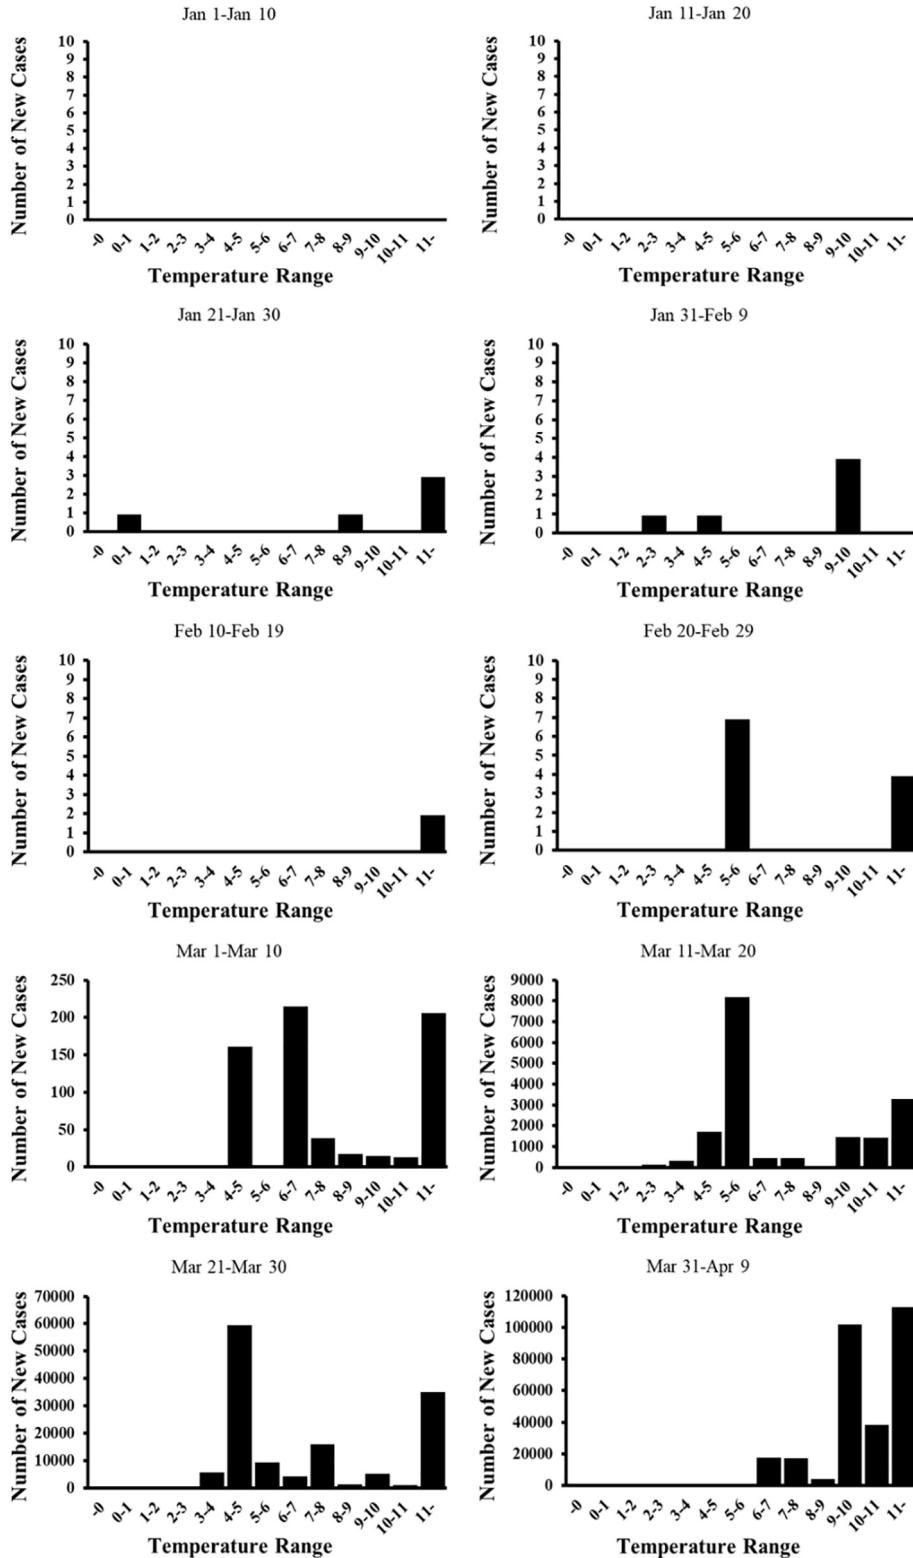 Jan 1-Jan 10
Number of New Cases
10
9
8
7
6
5
4
3
2
1
0
-0 0-1 1-2 2-3 3-4 4-5 5-6 6-7 7-8 8-9 9-10 10-11 11-
Temperature Range
Jan 11-Jan 20
Number of New Cases
10
9
8
7
6
5
4
3
2
1
0
-0 0-1 1-2 2-3 3-4 4-5 5-6 6-7 7-8 8-9 9-10 10-11 11-
Temperature Range
Jan 21-Jan 30
Number of New Cases
10
9
8
7
6
5
4
3
2
1
0
-0 0-1 1-2 2-3 3-4 4-5 5-6 6-7 7-8 8-9 9-10 10-11 11-
Temperature Range
Jan 31-Feb 9
Number of New Cases
10
9
8
7
6
5
4
3
2
1
0
-0 0-1 1-2 2-3 3-4 4-5 5-6 6-7 7-8 8-9 9-10 10-11 11-
Temperature Range
Feb 10-Feb 19
Number of New Cases
10
9
8
7
6
5
4
3
2
1
0
-0 0-1 1-2 2-3 3-4 4-5 5-6 6-7 7-8 8-9 9-10 10-11 11-
Temperature Range
Feb 20-Feb 29
Number of New Cases
10
9
8
7
6
5
4
3
2
1
0
-0 0-1 1-2 2-3 3-4 4-5 5-6 6-7 7-8 8-9 9-10 10-11 11-
Temperature Range
Mar 1-Mar 10
Number of New Cases
250
200
150
100
50
0
-0 0-1 1-2 2-3 3-4 4-5 5-6 6-7 7-8 8-9 9-10 10-11 11-
Temperature Range
Mar 11-Mar 20
Number of New Cases
9000
8000
7000
6000
5000
4000
3000
2000
1000
0
-0 0-1 1-2 2-3 3-4 4-5 5-6 6-7 7-8 8-9 9-10 10-11 11-
Temperature Range
Mar 21-Mar 30
Number of New Cases
70000
60000
50000
40000
30000
20000
10000
0
-0 0-1 1-2 2-3 3-4 4-5 5-6 6-7 7-8 8-9 9-10 10-11 11-
Temperature Range
Mar 31-Apr 9
Number of New Cases
120000
100000
80000
60000
40000
20000
0
-0 0-1 1-2 2-3 3-4 4-5 5-6 6-7 7-8 8-9 9-10 10-11 11-
Temperature Range